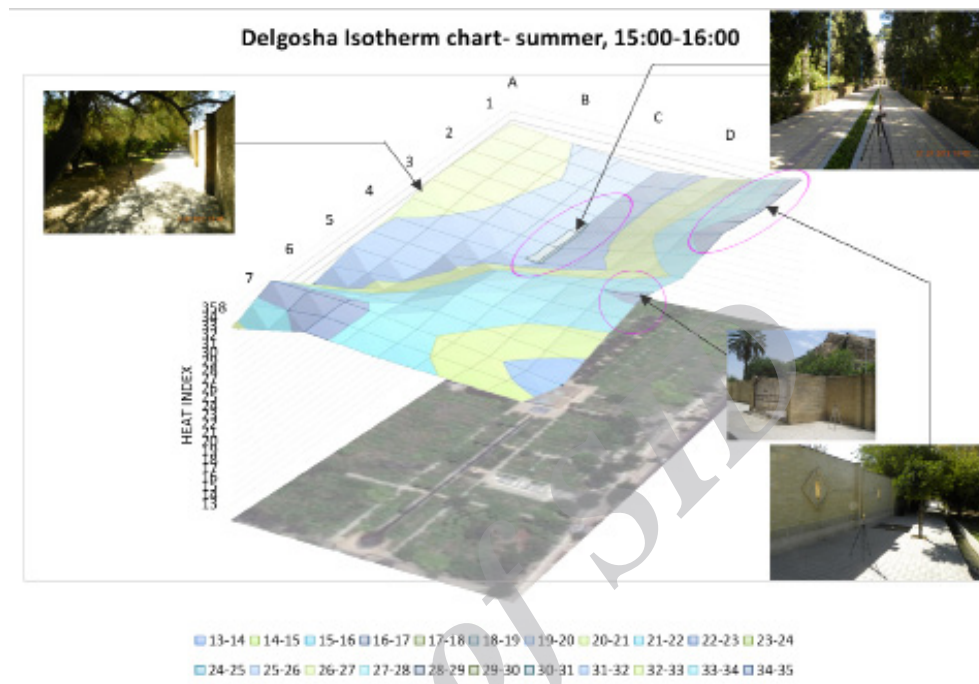 Delgosha Isotherm chart- summer, 15:00-16:00
A
B
C
D
1
2
3
4
5
6
7
8
35
HEAT INDEX
13
13-14 14-15 15-16 16-17 17-18 18-19 19-20 20-21 21-22 22-23 23-24
24-25 25-26 26-27 27-28 28-29 29-30 30-31 31-32 32-33 33-34 34-35